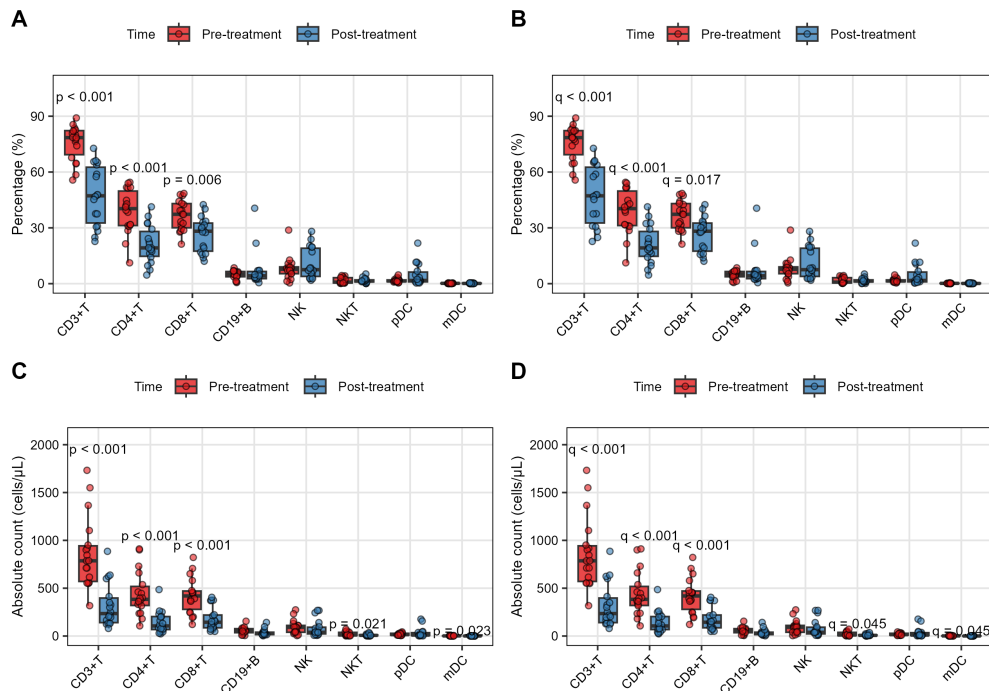 A
Time Pre-treatment Post-treatment
Percentage (%)
90
60
30
0
p < 0.001
p < 0.001
p = 0.006
CD3+T CD4+T CD8+T CD19+B NK NKT pDC mDC
B
Time Pre-treatment Post-treatment
Percentage (%)
90
60
30
0
q < 0.001
q < 0.001
q = 0.017
CD3+T CD4+T CD8+T CD19+B NK NKT pDC mDC
C
Time Pre-treatment Post-treatment
Absolute count (cells/μL)
2000
1500
1000
500
0
p < 0.001
p < 0.001
p < 0.001
p = 0.021
p = 0.023
CD3+T CD4+T CD8+T CD19+B NK NKT pDC mDC
D
Time Pre-treatment Post-treatment
Absolute count (cells/μL)
2000
1500
1000
500
0
q < 0.001
q < 0.001
q < 0.001
q = 0.045
q = 0.045
CD3+T CD4+T CD8+T CD19+B NK NKT pDC mDC